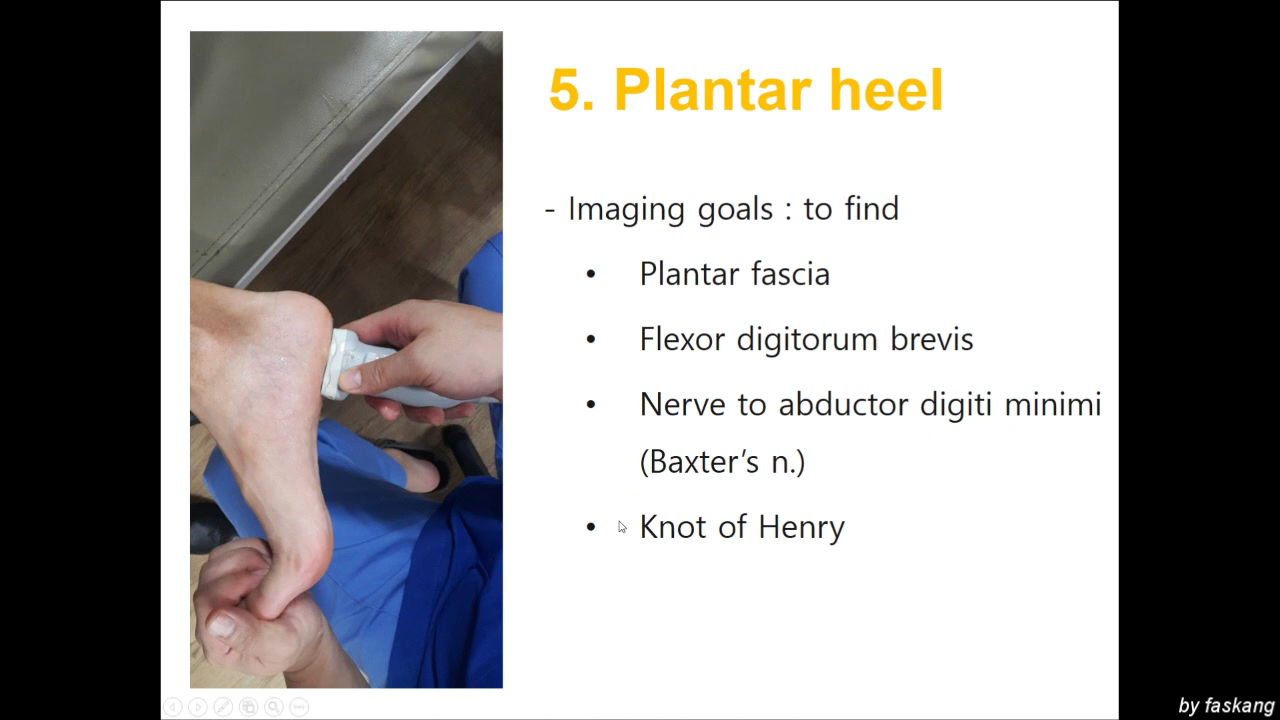 5. Plantar heel
- Imaging goals : to find
• Plantar fascia
• Flexor digitorum brevis
• Nerve to abductor digiti minimi
(Baxter’s n.)
• Knot of Henry
by faskang